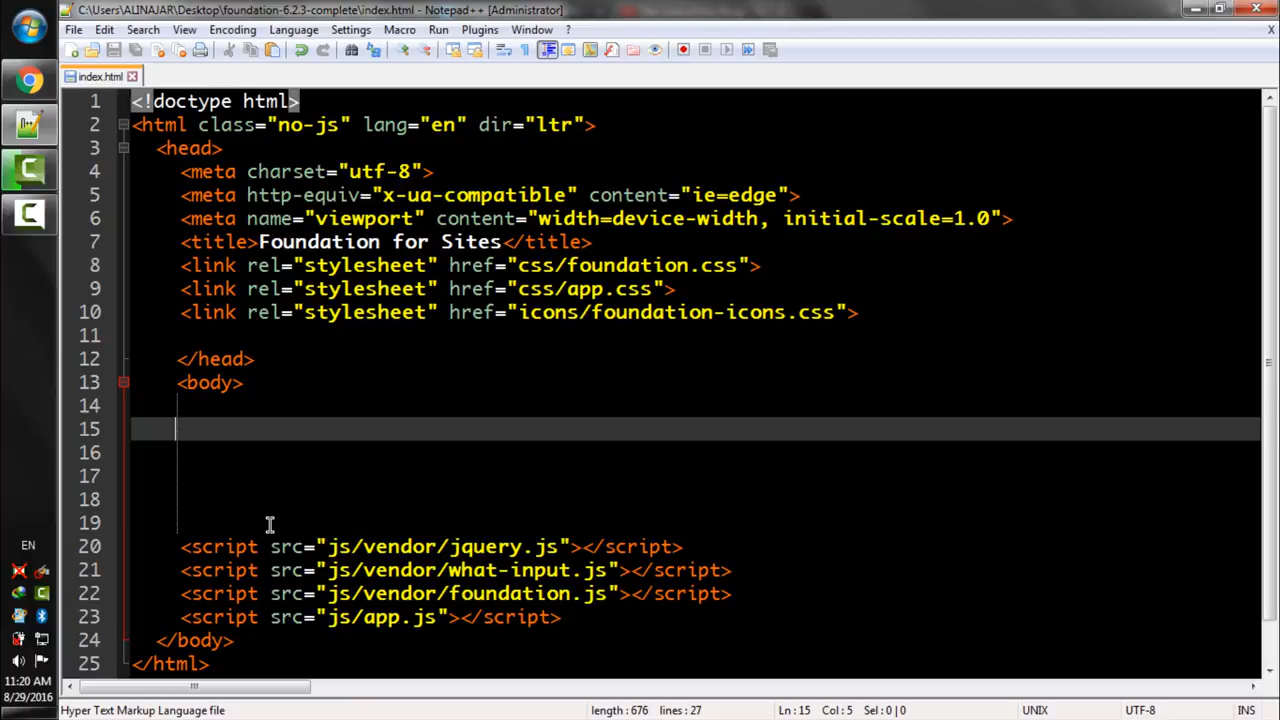 C:\Users\ALINAJAR\Desktop\foundation-6.2.3-complete\index.html - Notepad++ [Administrator]
File Edit Search View Encoding Language Settings Macro Run Plugins Window ? X
index.html
1 <!doctype html>
2 <html class="no-js" lang="en" dir="ltr">
3 <head>
4 <meta charset="utf-8">
5 <meta http-equiv="x-ua-compatible" content="ie=edge">
6 <meta name="viewport" content="width=device-width, initial-scale=1.0">
7 <title>Foundation for Sites</title>
8 <link rel="stylesheet" href="css/foundation.css">
9 <link rel="stylesheet" href="css/app.css">
10 <link rel="stylesheet" href="icons/foundation-icons.css">
11
12 </head>
13 <body>
14
15
16
17
18
19
20 <script src="js/vendor/jquery.js"></script>
21 <script src="js/vendor/what-input.js"></script>
22 <script src="js/vendor/foundation.js"></script>
23 <script src="js/app.js"></script>
24 </body>
25 </html>
EN
11:20 AM
8/29/2016
Hyper Text Markup Language file length : 676 lines : 27 Ln : 15 Col : 5 Sel : 0 | 0 UNIX UTF-8 INS